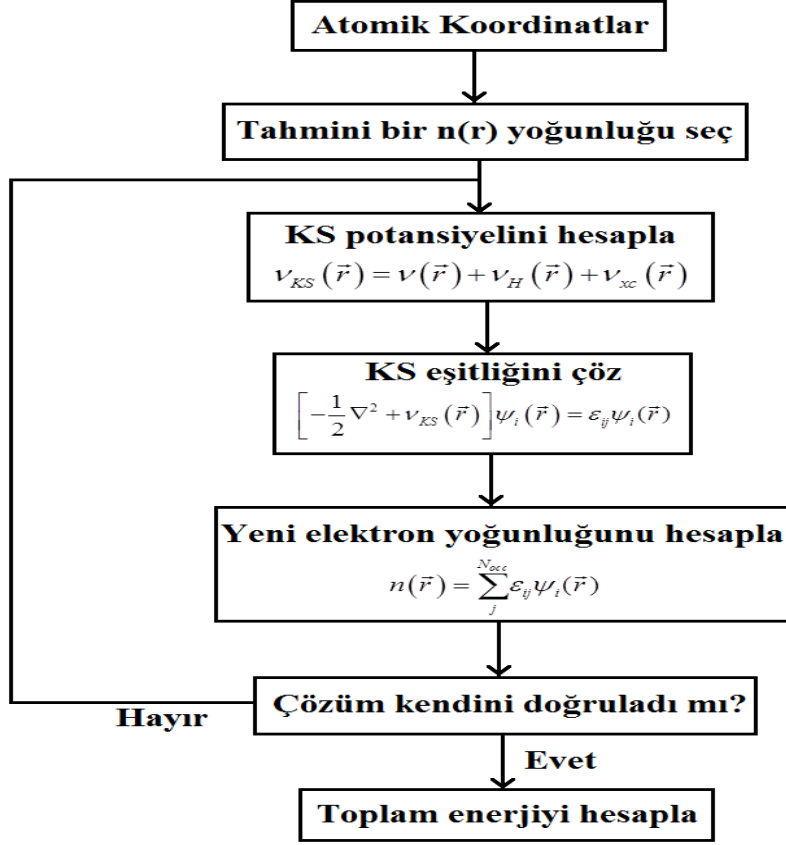 Atomik Koordinatlar
Tahmini bir n(r) yoğunluğu seç
KS potansiyelini hesapla
ν_KS(r⃗) = ν(r⃗) + ν_H(r⃗) + ν_xc(r⃗)
KS eşitliğini çöz
[-1/2 ∇² + ν_KS(r⃗)] ψ_i(r⃗) = ε_ij ψ_i(r⃗)
Yeni elektron yoğunluğunu hesapla
n(r⃗) = ∑_j^{N_occ} ε_ij ψ_i(r⃗)
Çözüm kendini doğruladı mı?
Hayır
Evet
Toplam enerjiyi hesapla